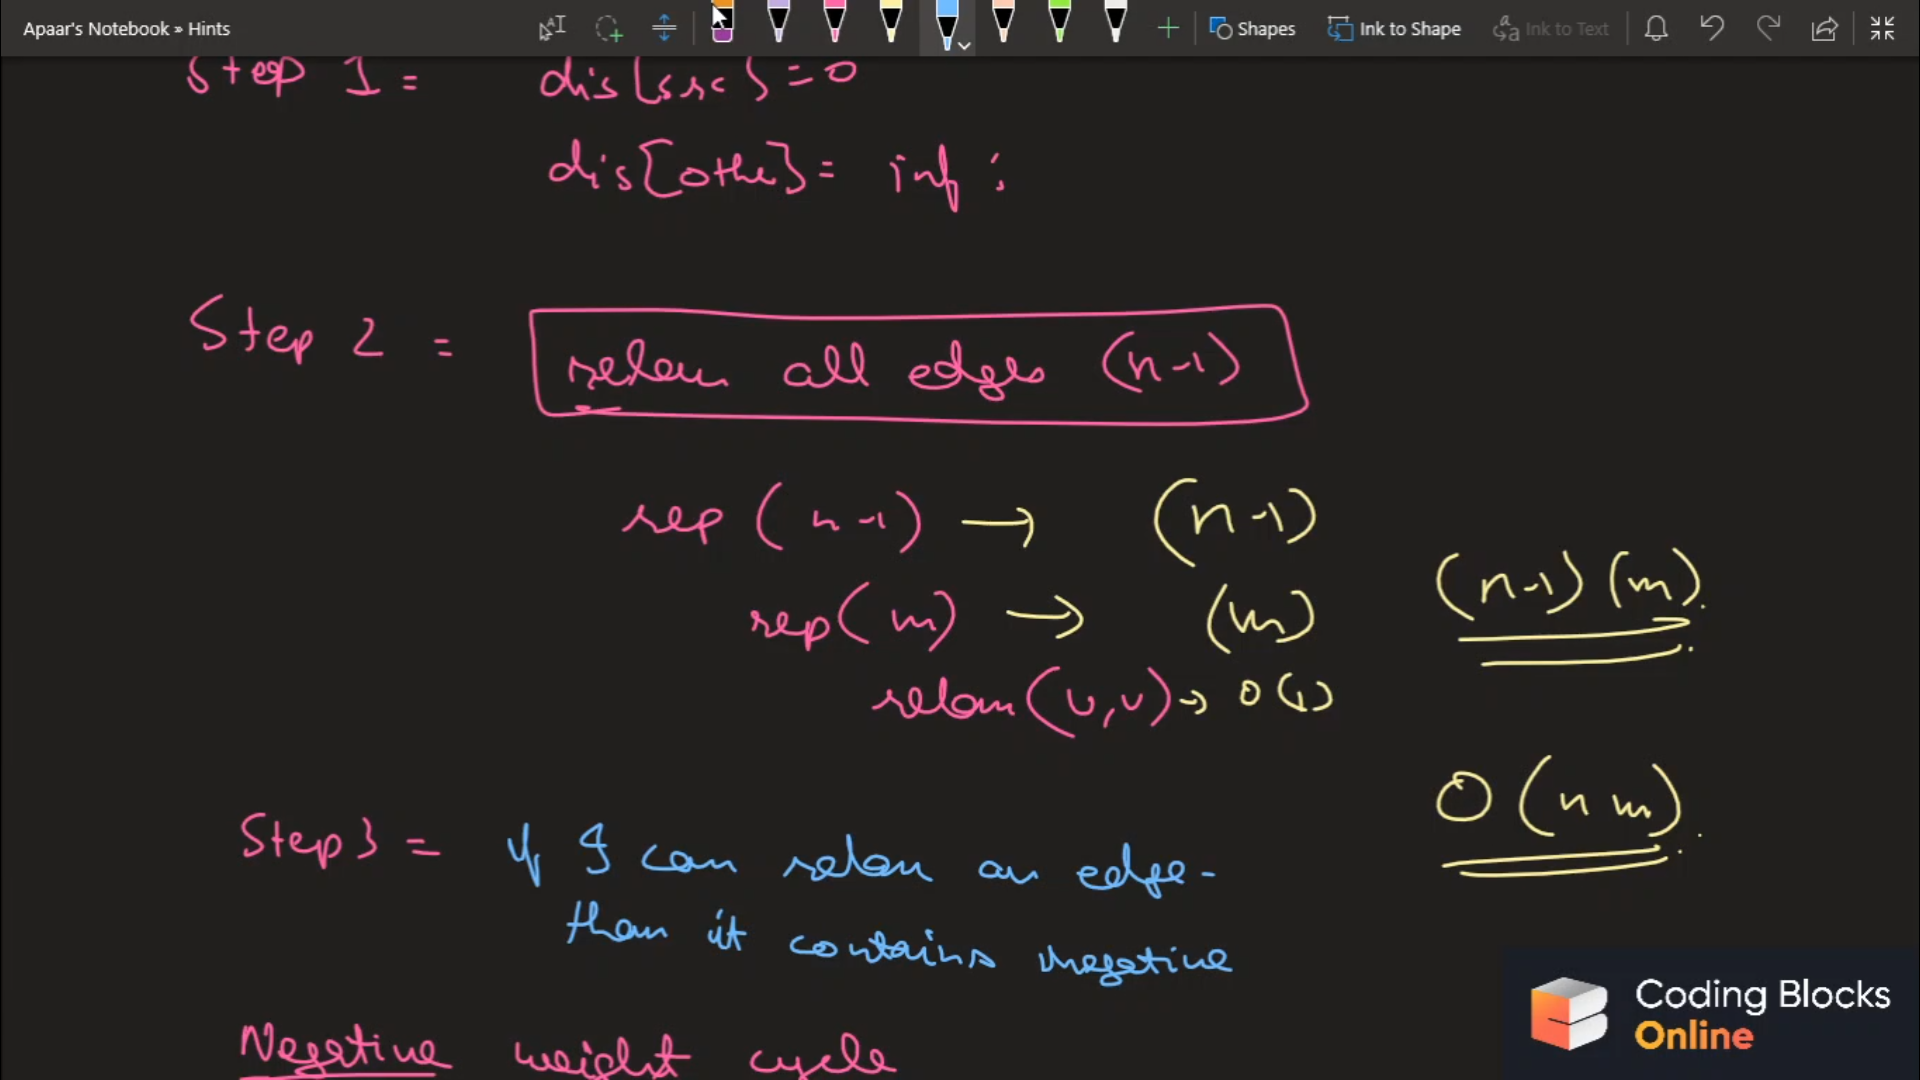 Apaar's Notebook » Hints
Shapes
Ink to Shape
Ink to Text
Step 1 = dis[src] = 0
dis[othe] = inf ;
Step 2 = relax all edges (n-1)
rep (n-1) → (n-1)
rep(m) → (m)
(n-1) (m)
relax(u,v) → O(1)
O (n m)
Step 3 = if I can relax an edge -
than it contains negative
Negative weight cycle
Coding Blocks
Online